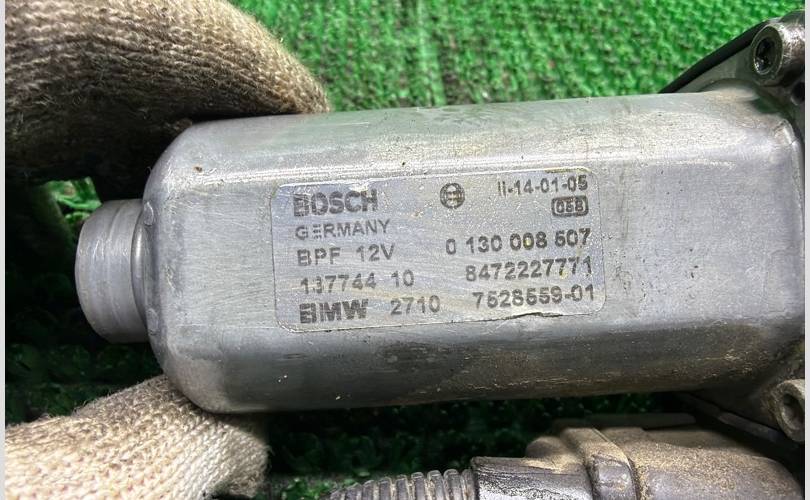 BOSCH II-14-01-05
GERMANY 058
BPF 12V 0 130 008 507
137744 10 8472227771
BMW 2710 7528559-01